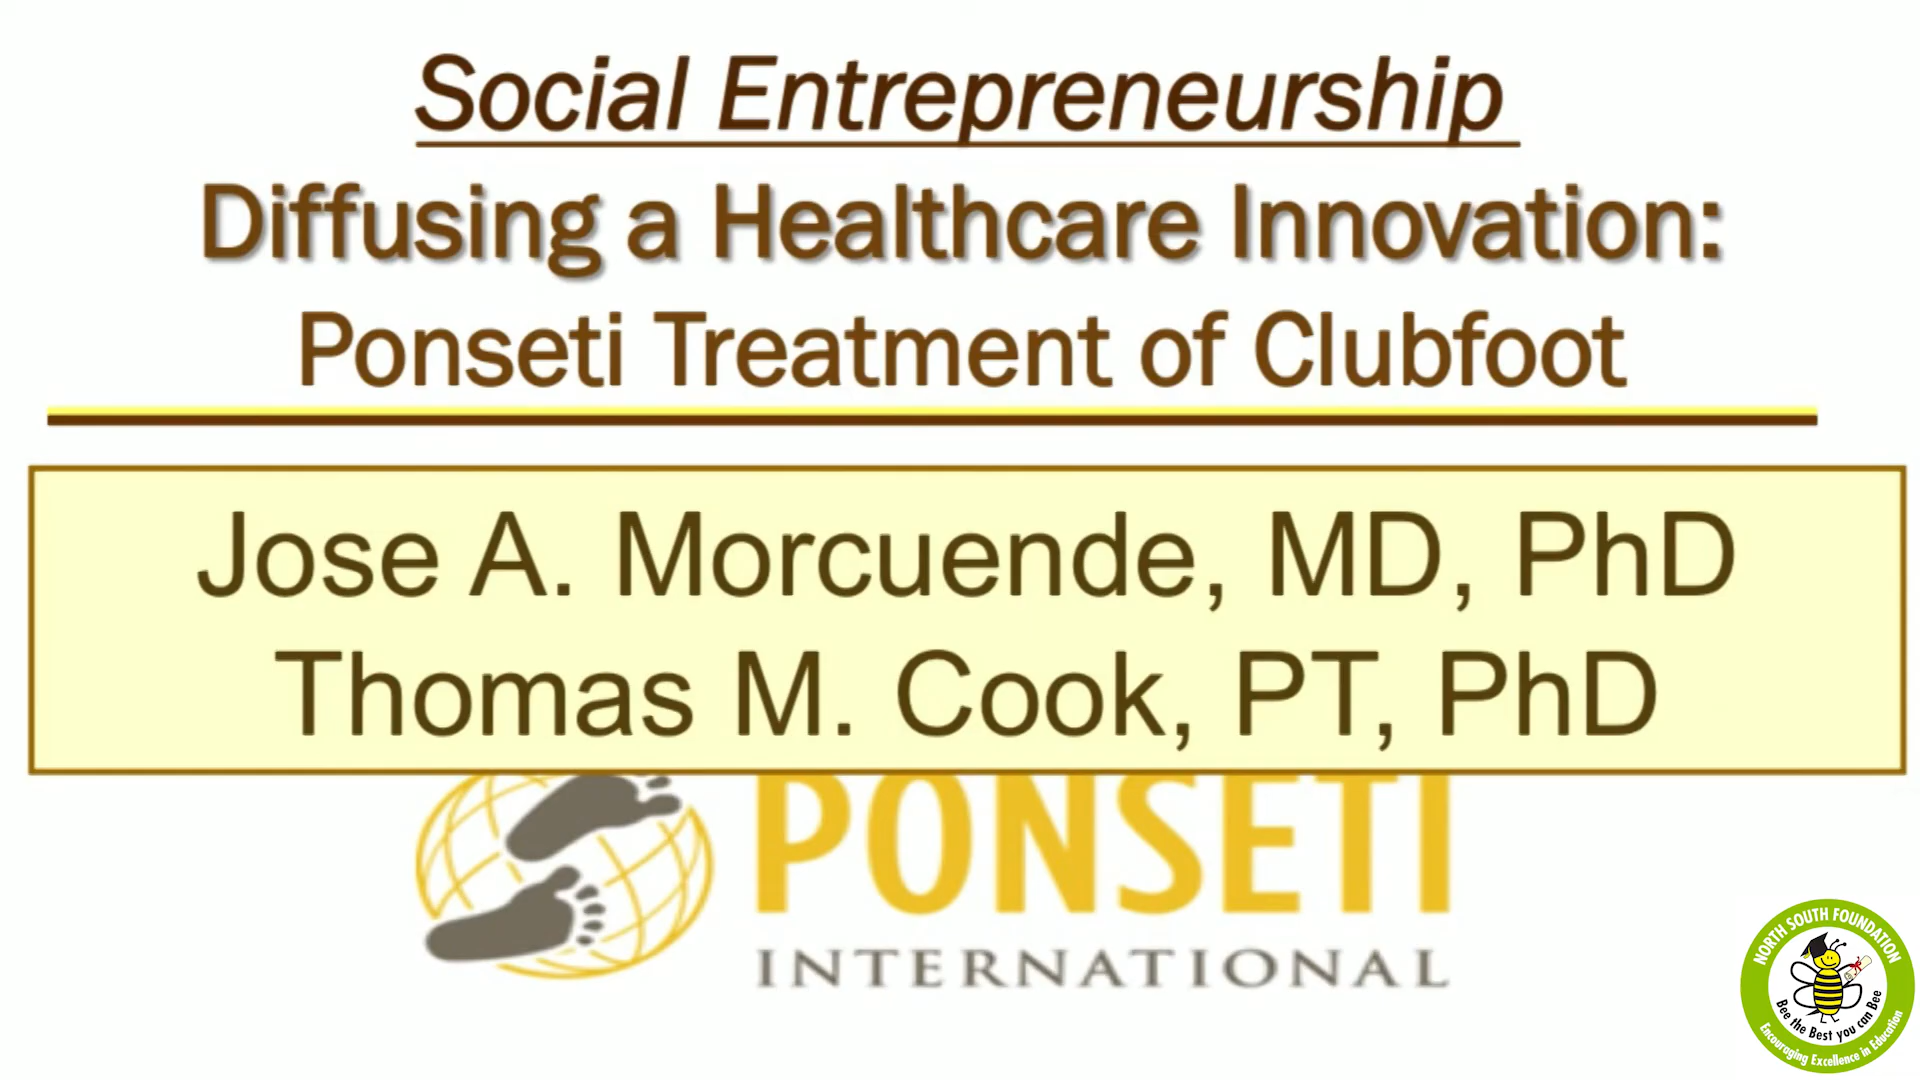 Social Entrepreneurship
Diffusing a Healthcare Innovation:
Ponseti Treatment of Clubfoot
Jose A. Morcuende, MD, PhD
Thomas M. Cook, PT, PhD
PONSETI
INTERNATIONAL
NORTH SOUTH FOUNDATION
Bee the Best you can Bee
Encouraging Excellence in Education